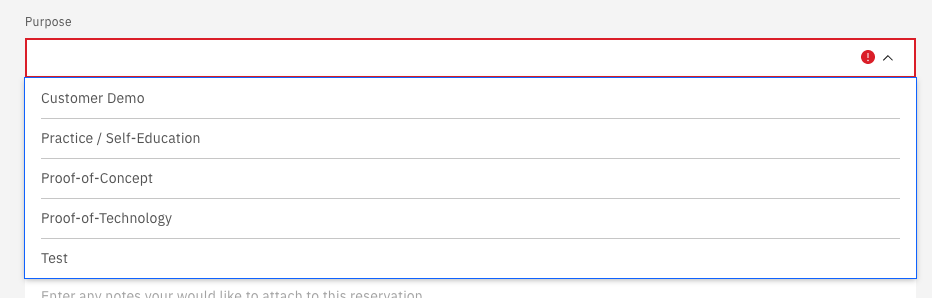 Purpose
Customer Demo
Practice / Self-Education
Proof-of-Concept
Proof-of-Technology
Test
Enter any notes your would like to attach to this reservation